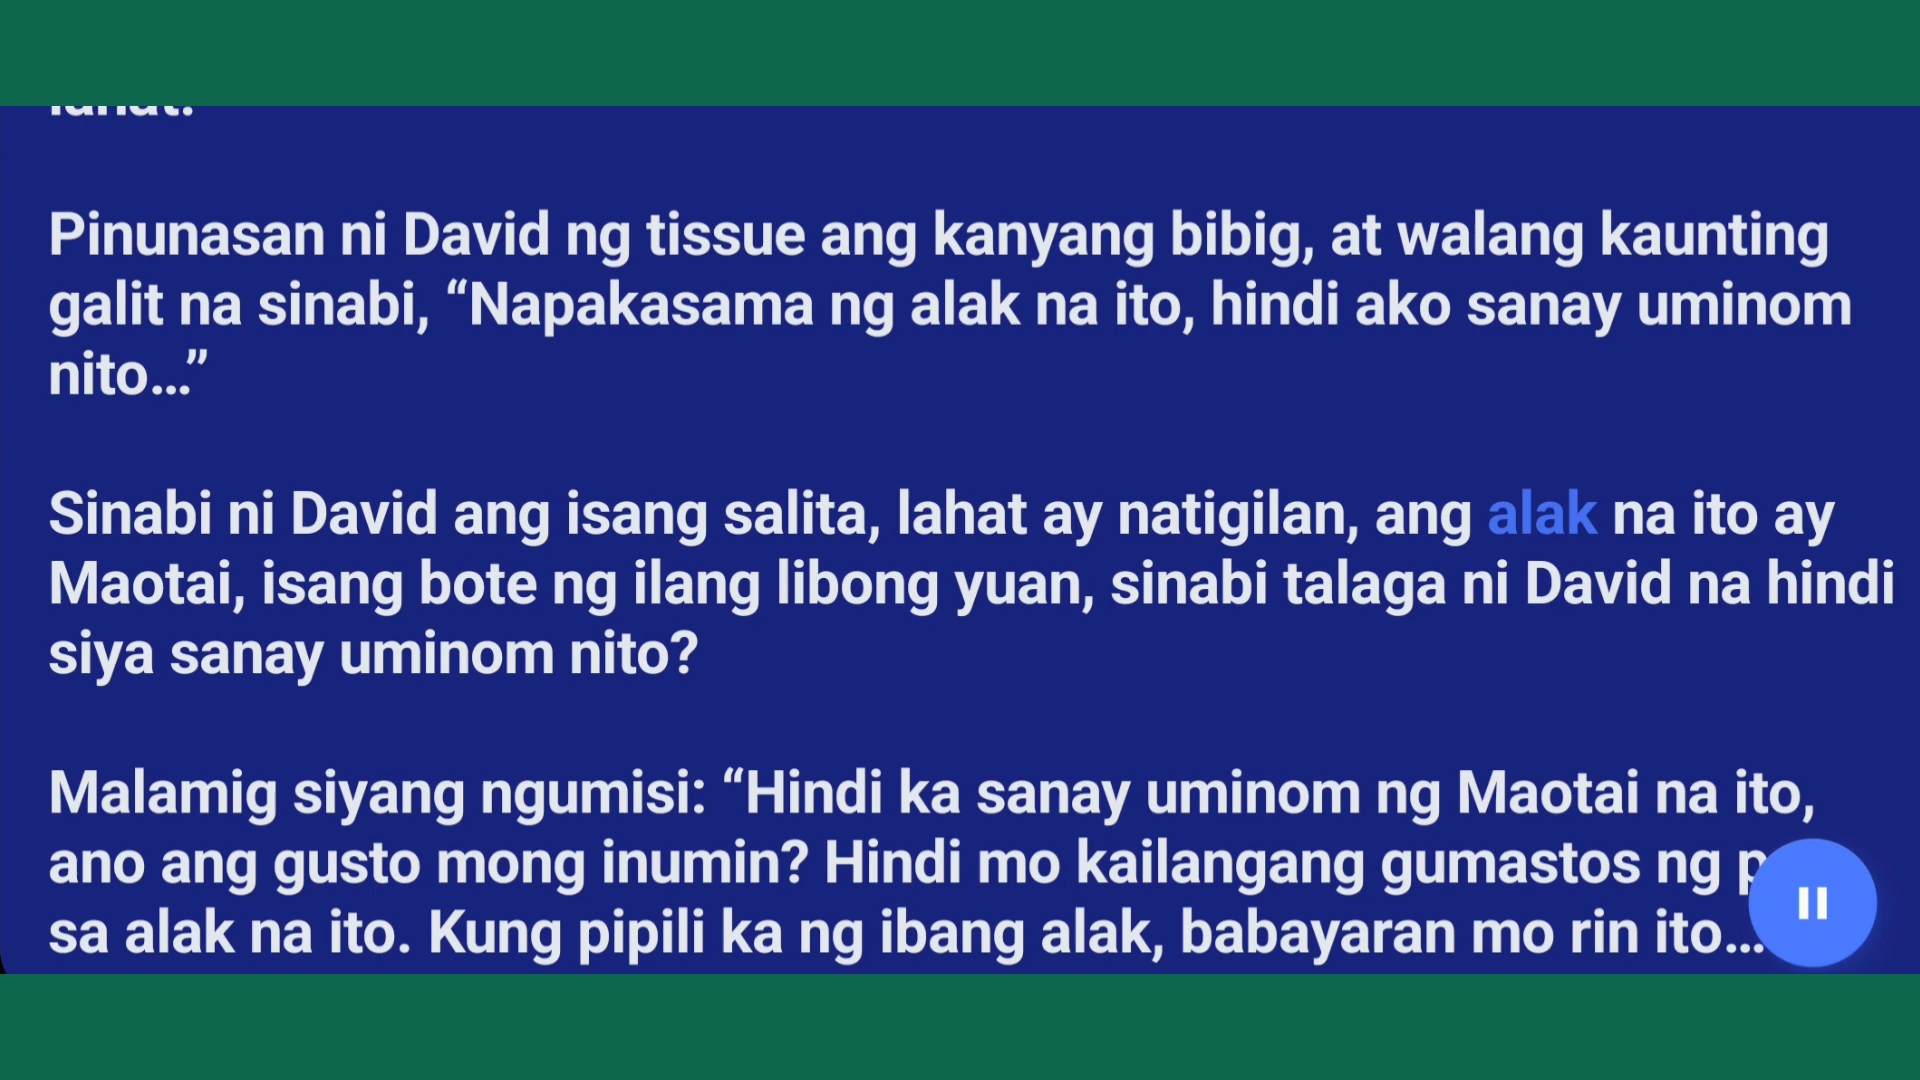 Pinunasan ni David ng tissue ang kanyang bibig, at walang kaunting
galit na sinabi, “Napakasama ng alak na ito, hindi ako sanay uminom
nito...”
Sinabi ni David ang isang salita, lahat ay natigilan, ang alak na ito ay
Maotai, isang bote ng ilang libong yuan, sinabi talaga ni David na hindi
siya sanay uminom nito?
Malamig siyang ngumisi: “Hindi ka sanay uminom ng Maotai na ito,
ano ang gusto mong inumin? Hindi mo kailangang gumastos ng
sa alak na ito. Kung pipili ka ng ibang alak, babayaran mo rin ito...